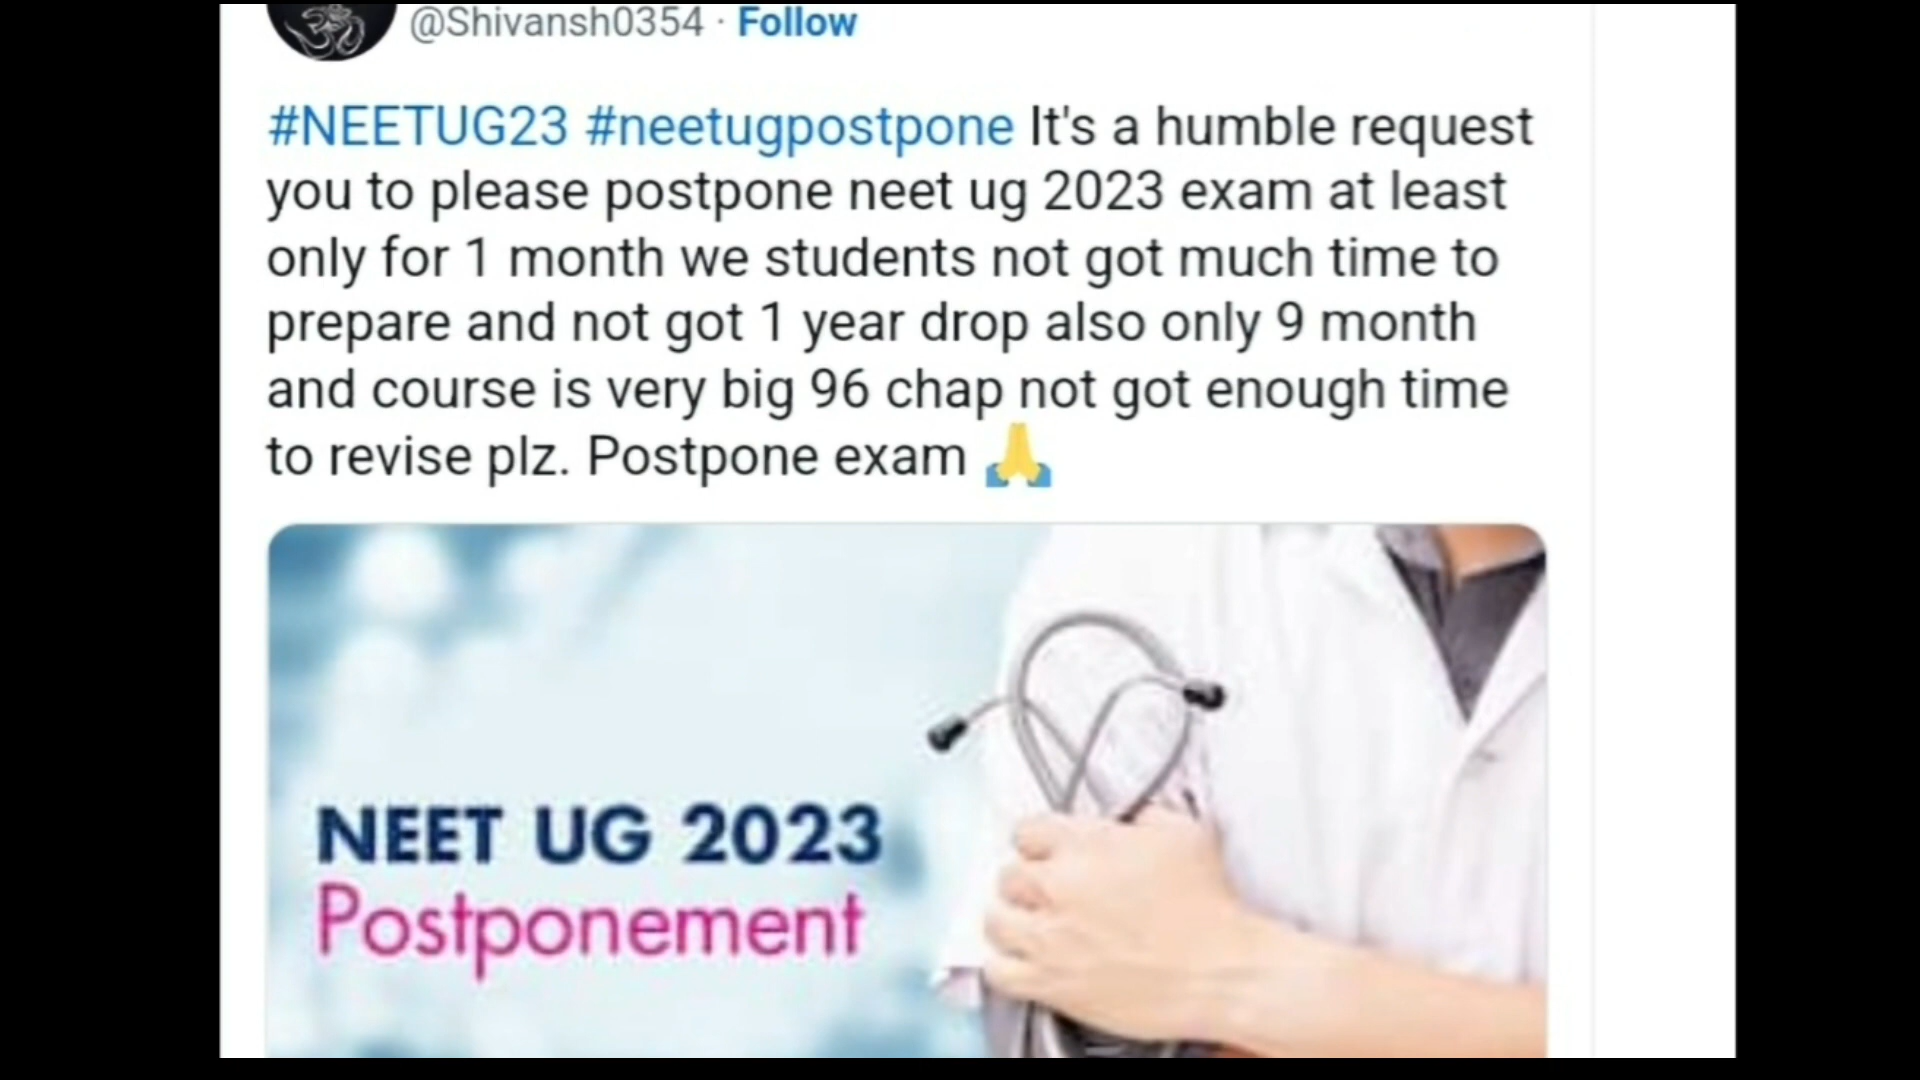 @Shivansh0354 · Follow
#NEETUG23 #neetugpostpone It's a humble request
you to please postpone neet ug 2023 exam at least
only for 1 month we students not got much time to
prepare and not got 1 year drop also only 9 month
and course is very big 96 chap not got enough time
to revise plz. Postpone exam 🙏
NEET UG 2023
Postponement